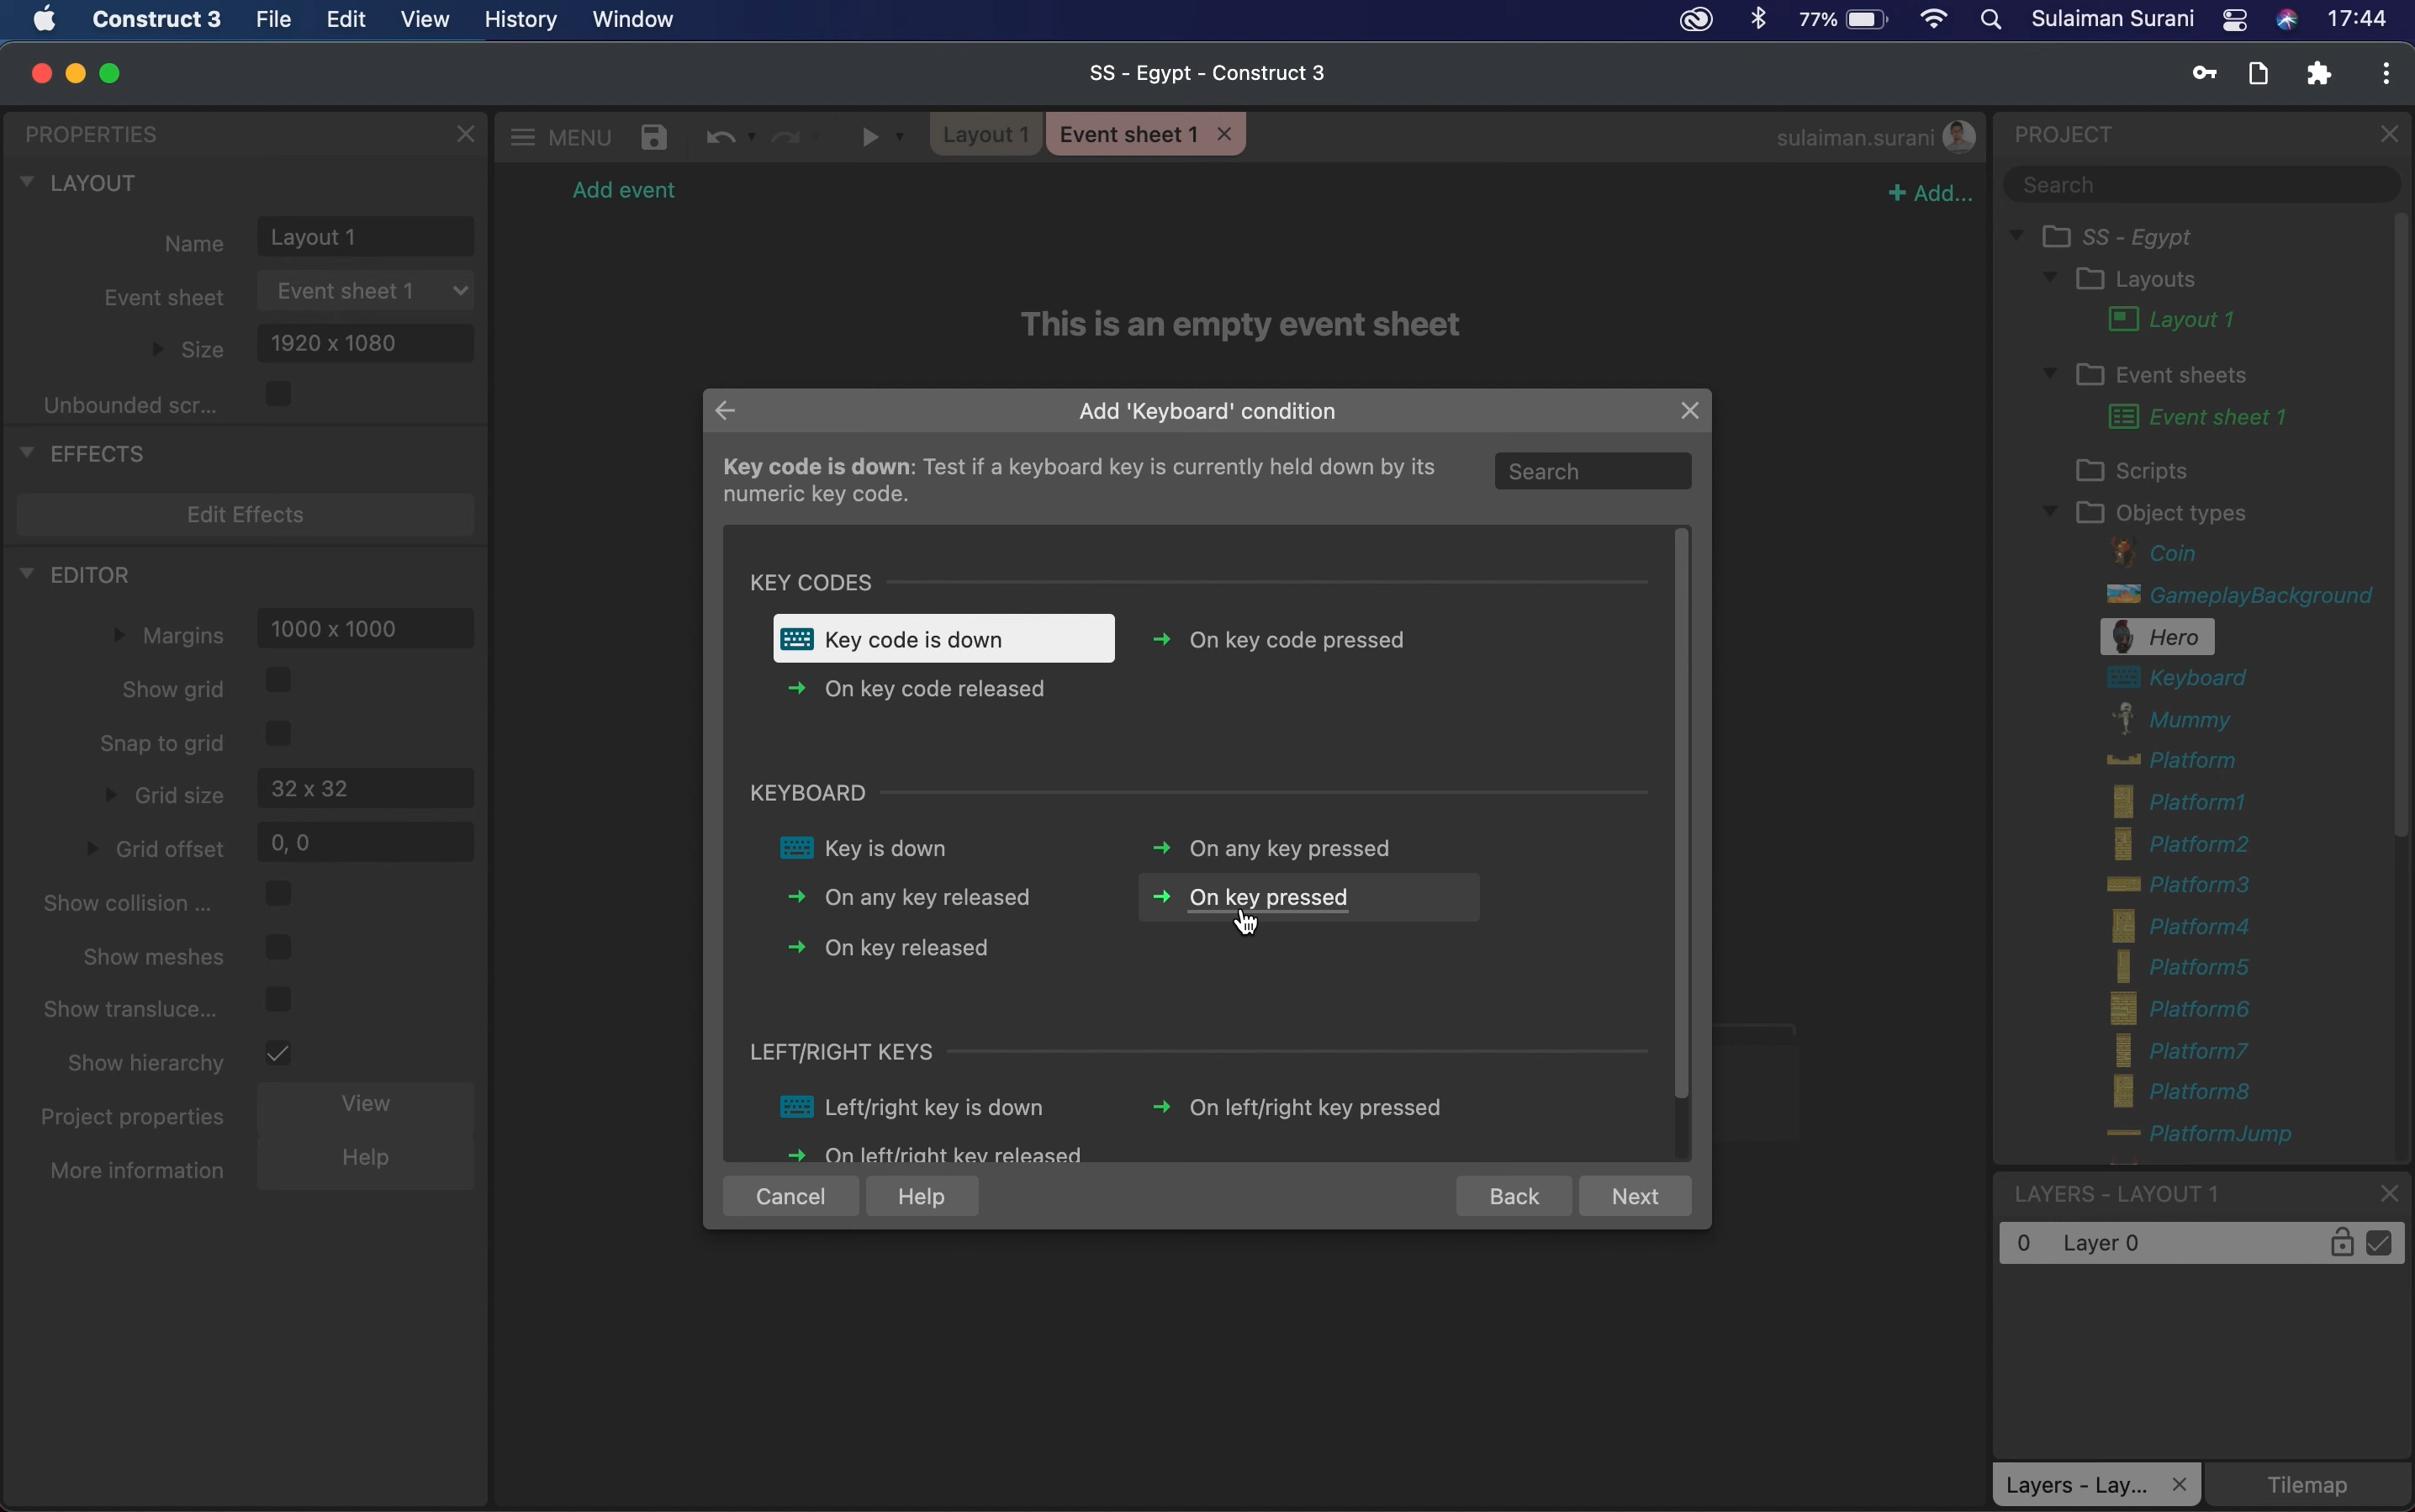 Construct 3 File Edit View History Window 77% Sulaiman Surani 17:44
SS - Egypt - Construct 3
PROPERTIES
LAYOUT
Name Layout 1
Event sheet Event sheet 1
Size 1920 x 1080
Unbounded scr...
EFFECTS
Edit Effects
EDITOR
Margins 1000 x 1000
Show grid
Snap to grid
Grid size 32 x 32
Grid offset 0, 0
Show collision ...
Show meshes
Show transluce...
Show hierarchy
Project properties View
More information Help
MENU Layout 1 Event sheet 1 sulaiman.surani
Add event + Add...
This is an empty event sheet
Add 'Keyboard' condition
Key code is down: Test if a keyboard key is currently held down by its
numeric key code.
Search
KEY CODES
Key code is down On key code pressed
On key code released
KEYBOARD
Key is down On any key pressed
On any key released On key pressed
On key released
LEFT/RIGHT KEYS
Left/right key is down On left/right key pressed
On left/right key released
Cancel Help Back Next
PROJECT
Search
SS - Egypt
Layouts
Layout 1
Event sheets
Event sheet 1
Scripts
Object types
Coin
GameplayBackground
Hero
Keyboard
Mummy
Platform
Platform1
Platform2
Platform3
Platform4
Platform5
Platform6
Platform7
Platform8
PlatformJump
LAYERS - LAYOUT 1
0 Layer 0
Layers - Lay... Tilemap